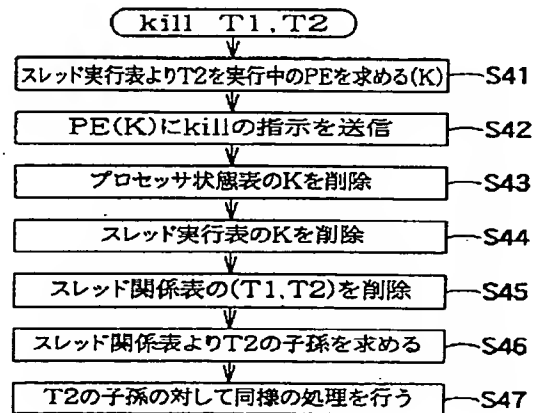 kill T1,T2
スレッド実行表よりT2を実行中のPEを求める(K) S41
PE(K)にkillの指示を送信 S42
プロセッサ状態表のKを削除 S43
スレッド実行表のKを削除 S44
スレッド関係表の(T1,T2)を削除 S45
スレッド関係表よりT2の子孫を求める S46
T2の子孫の対して同様の処理を行う S47